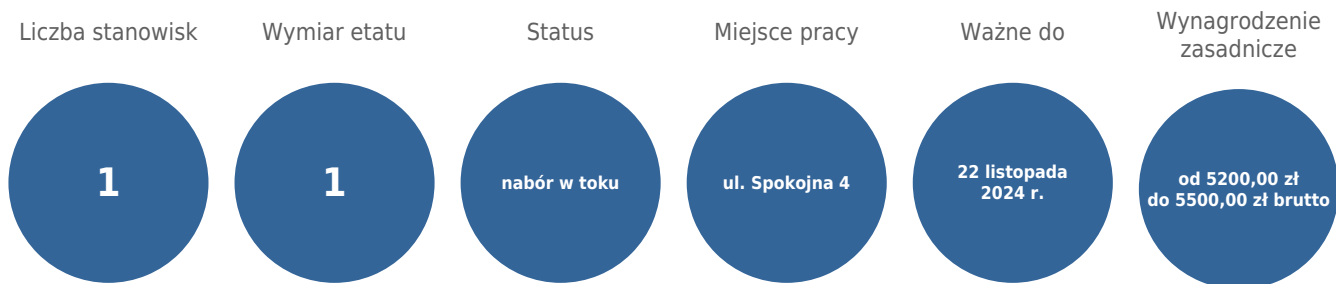 Liczba stanowisk
1
Wymiar etatu
1
Status
nabór w toku
Miejsce pracy
ul. Spokojna 4
Ważne do
22 listopada
2024 r.
Wynagrodzenie
zasadnicze
od 5200,00 zł
do 5500,00 zł brutto